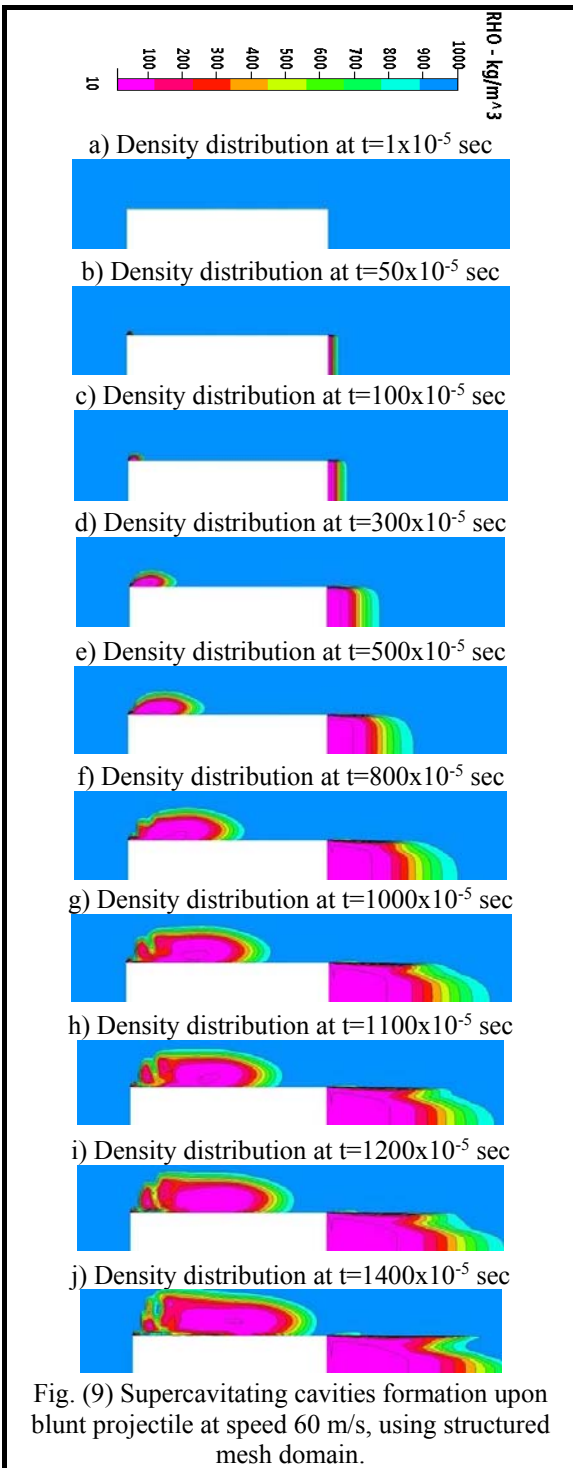 RHO - kg/m^3
10 100 200 300 400 500 600 700 800 900 1000
a) Density distribution at t=1x10⁻⁵ sec
b) Density distribution at t=50x10⁻⁵ sec
c) Density distribution at t=100x10⁻⁵ sec
d) Density distribution at t=300x10⁻⁵ sec
e) Density distribution at t=500x10⁻⁵ sec
f) Density distribution at t=800x10⁻⁵ sec
g) Density distribution at t=1000x10⁻⁵ sec
h) Density distribution at t=1100x10⁻⁵ sec
i) Density distribution at t=1200x10⁻⁵ sec
j) Density distribution at t=1400x10⁻⁵ sec
Fig. (9) Supercavitating cavities formation upon
blunt projectile at speed 60 m/s, using structured
mesh domain.